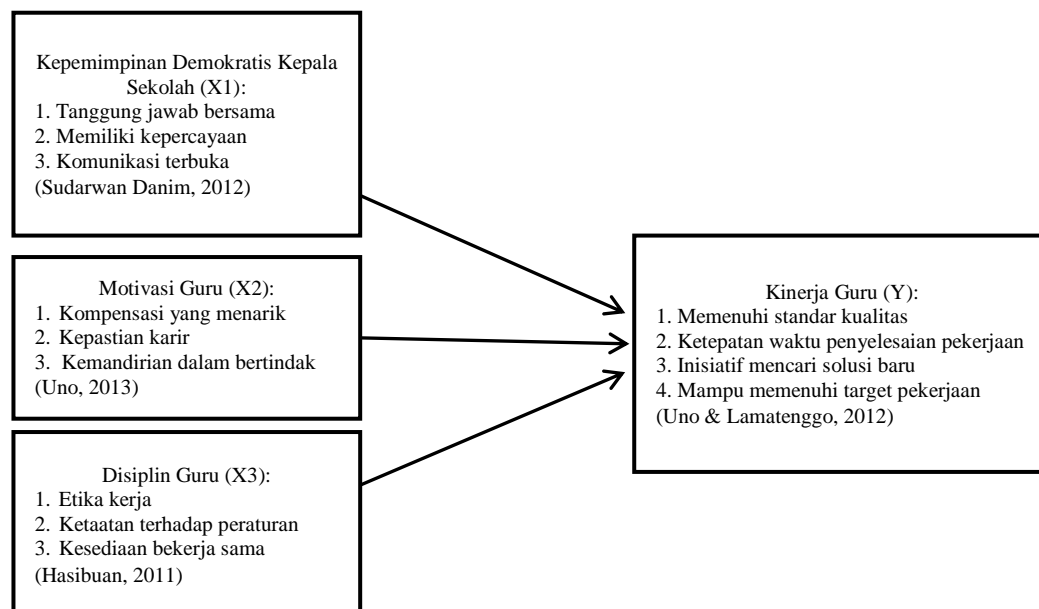 Kepemimpinan Demokratis Kepala
Sekolah (X1):
1. Tanggung jawab bersama
2. Memiliki kepercayaan
3. Komunikasi terbuka
(Sudarwan Danim, 2012)
Motivasi Guru (X2):
1. Kompensasi yang menarik
2. Kepastian karir
3. Kemandirian dalam bertindak
(Uno, 2013)
Disiplin Guru (X3):
1. Etika kerja
2. Ketaatan terhadap peraturan
3. Kesediaan bekerja sama
(Hasibuan, 2011)
Kinerja Guru (Y):
1. Memenuhi standar kualitas
2. Ketepatan waktu penyelesaian pekerjaan
3. Inisiatif mencari solusi baru
4. Mampu memenuhi target pekerjaan
(Uno & Lamatenggo, 2012)